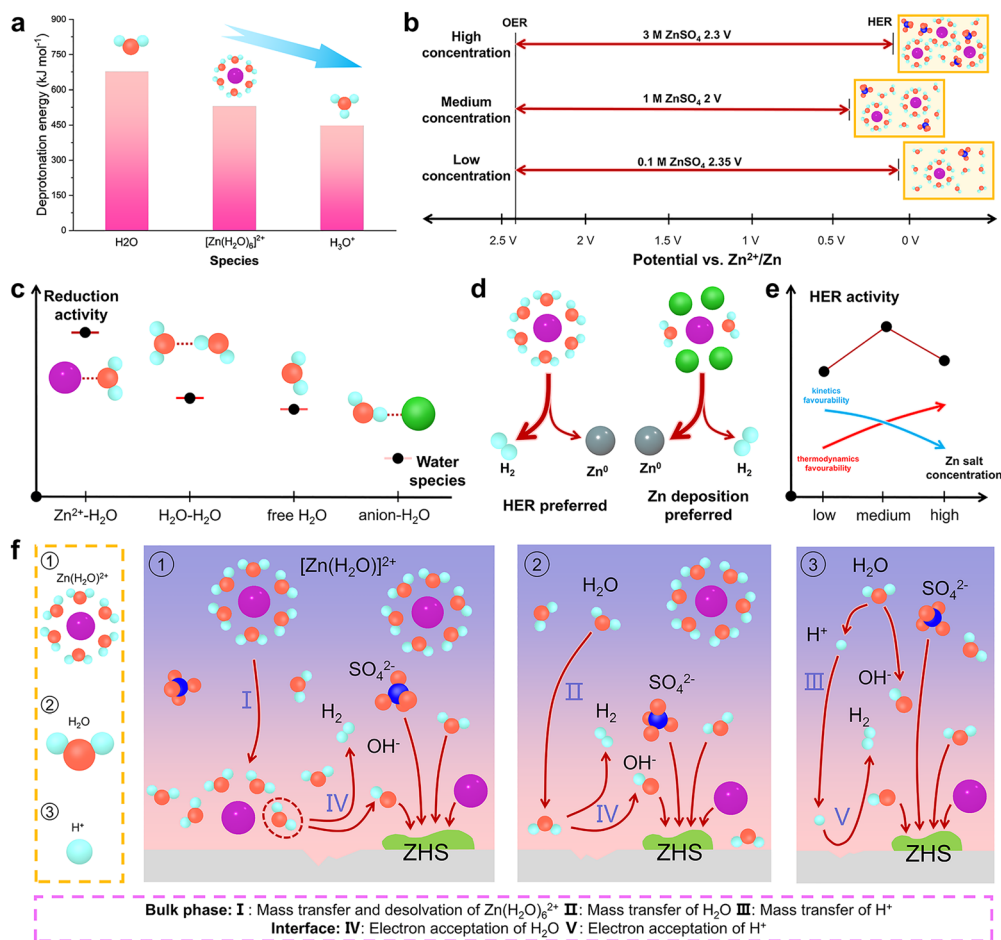 a
Deprotonation energy (kJ mol⁻¹)
900
750
600
450
300
150
0
H2O
[Zn(H₂O)₆]²⁺
H₃O⁺
Species
b
OER
HER
High
concentration
3 M ZnSO₄ 2.3 V
Medium
concentration
1 M ZnSO₄ 2 V
Low
concentration
0.1 M ZnSO₄ 2.35 V
2.5 V
2 V
1.5 V
1 V
0.5 V
0 V
Potential vs. Zn²⁺/Zn
c
Reduction
activity
Water
species
Zn²⁺-H₂O
H₂O-H₂O
free H₂O
anion-H₂O
d
H₂
Zn⁰
HER preferred
Zn⁰
H₂
Zn deposition
preferred
e
HER activity
kinetics
favourability
thermodynamics
favourability
Zn salt
concentration
low
medium
high
f
①
Zn(H₂O)²⁺
②
H₂O
③
H⁺
①
[Zn(H₂O)]²⁺
I
SO₄²⁻
H₂
OH⁻
IV
ZHS
②
H₂O
II
SO₄²⁻
H₂
OH⁻
IV
ZHS
③
H₂O
SO₄²⁻
H⁺
III
OH⁻
H₂
V
ZHS
Bulk phase: I : Mass transfer and desolvation of Zn(H₂O)₆²⁺ II: Mass transfer of H₂O III: Mass transfer of H⁺
Interface: IV: Electron acceptation of H₂O V : Electron acceptation of H⁺